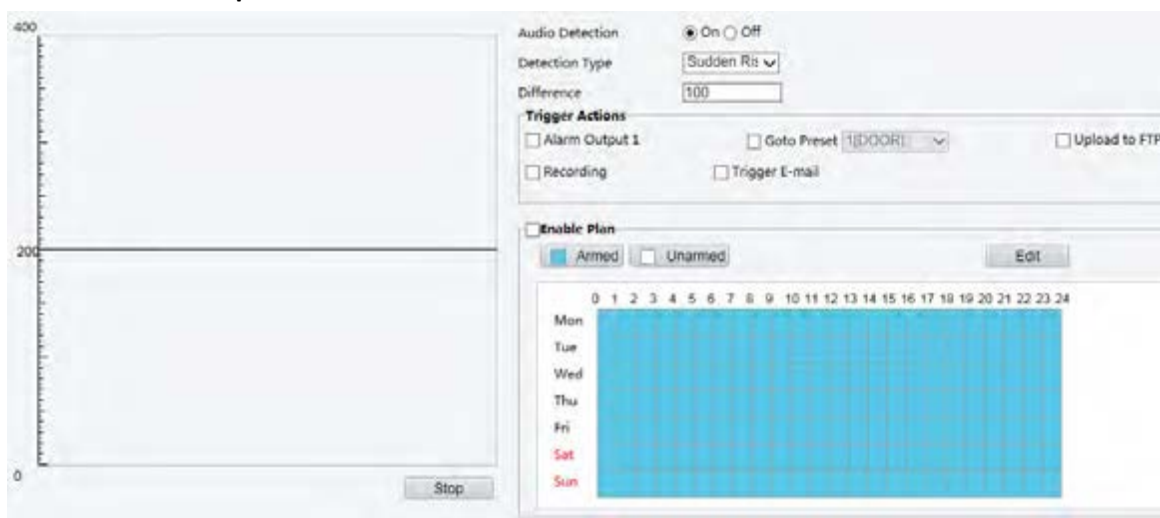 400
200
0
Stop
Audio Detection On Off
Detection Type Sudden Ris
Difference 100
Trigger Actions
Alarm Output 1 Goto Preset 1[DOOR] Upload to FTP
Recording Trigger E-mail
Enable Plan
Armed Unarmed Edit
0 1 2 3 4 5 6 7 8 9 10 11 12 13 14 15 16 17 18 19 20 21 22 23 24
Mon
Tue
Wed
Thu
Fri
Sat
Sun